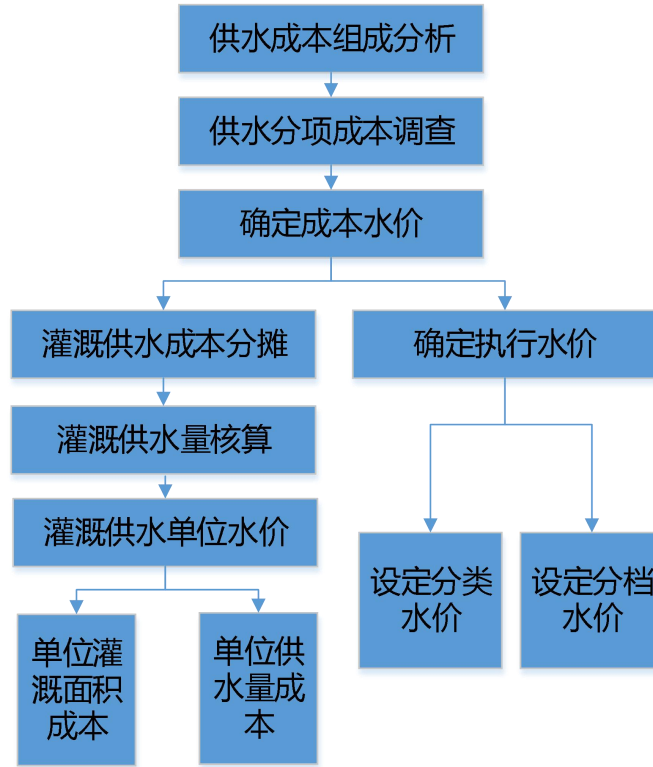 供水成本组成分析
供水分项成本调查
确定成本水价
灌溉供水成本分摊
确定执行水价
灌溉供水量核算
灌溉供水单位水价
设定分类
水价
设定分档
水价
单位灌
溉面积
成本
单位供
水量成
本